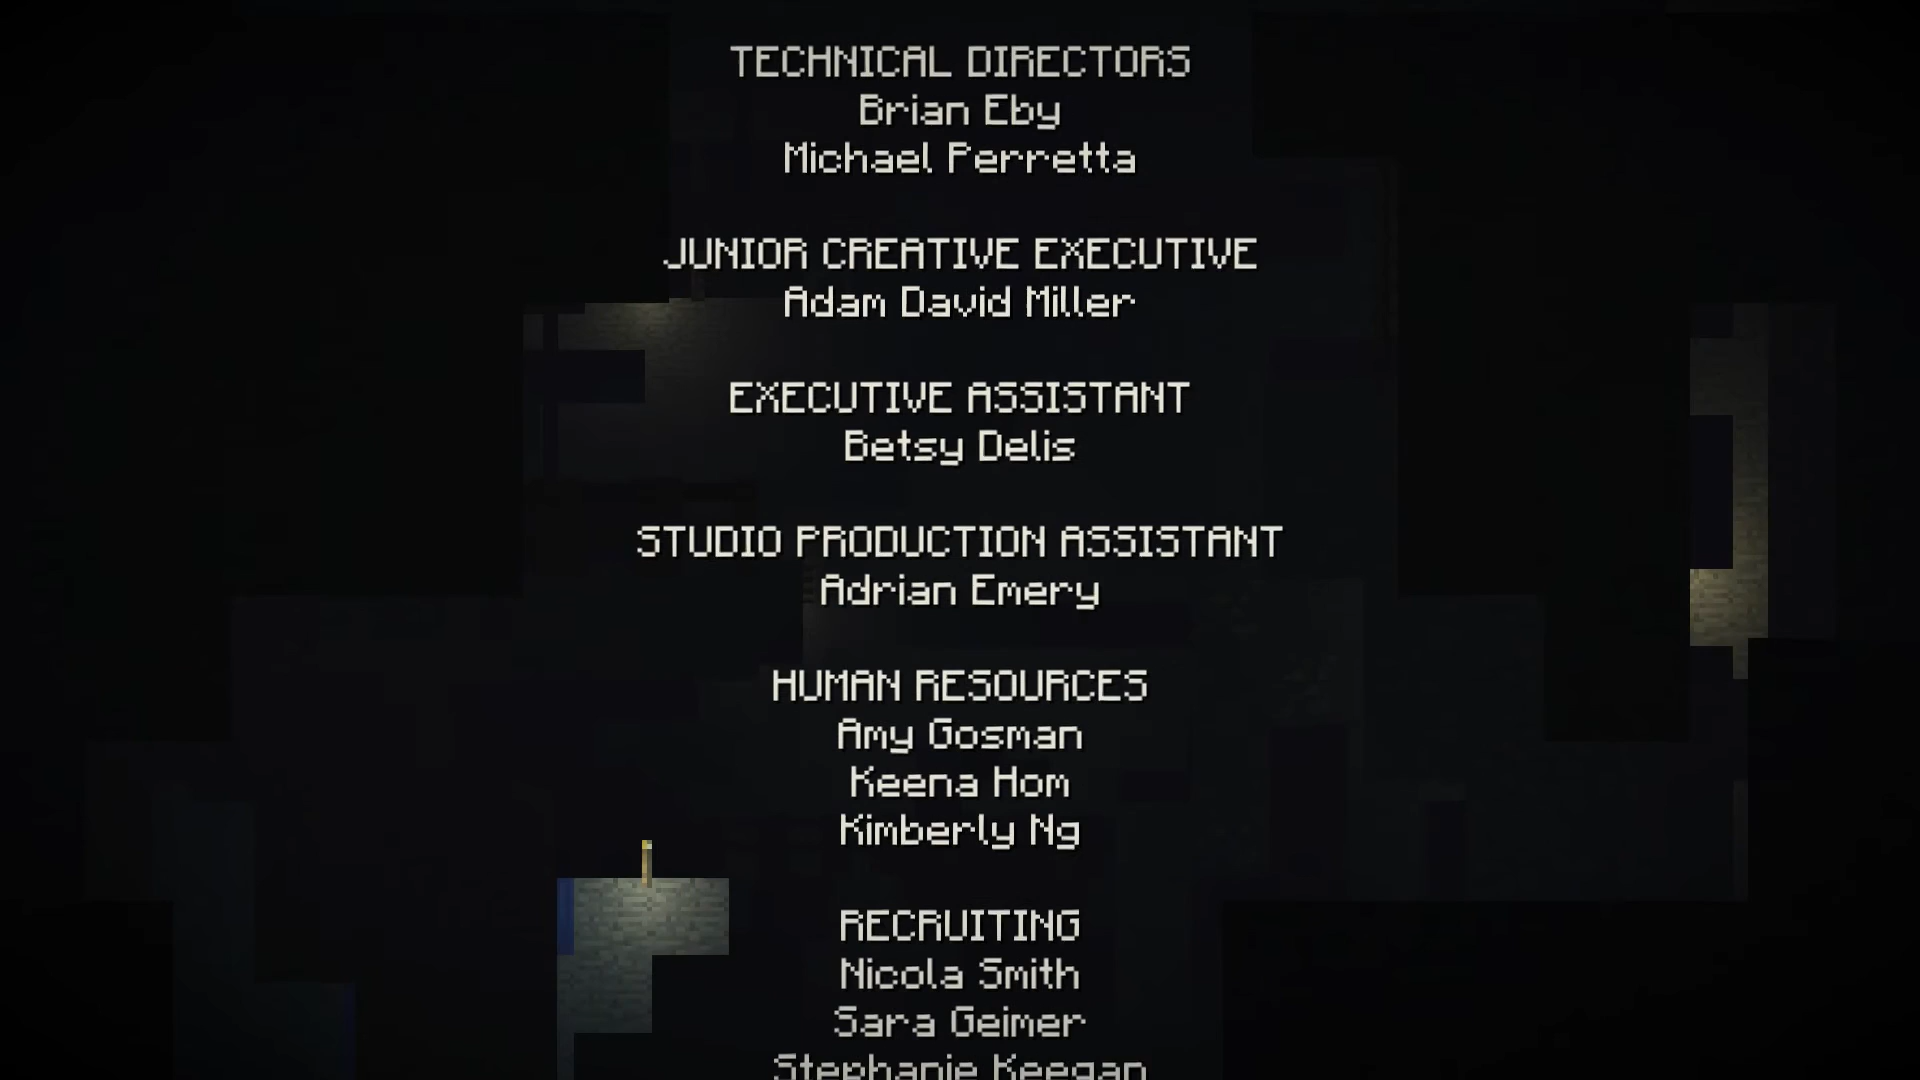 TECHNICAL DIRECTORS
Brian Eby
Michael Perretta
JUNIOR CREATIVE EXECUTIVE
Adam David Miller
EXECUTIVE ASSISTANT
Betsy Delis
STUDIO PRODUCTION ASSISTANT
Adrian Emery
HUMAN RESOURCES
Amy Gosman
Keena Hom
Kimberly Ng
RECRUITING
Nicola Smith
Sara Geimer
Stephanie Keegan